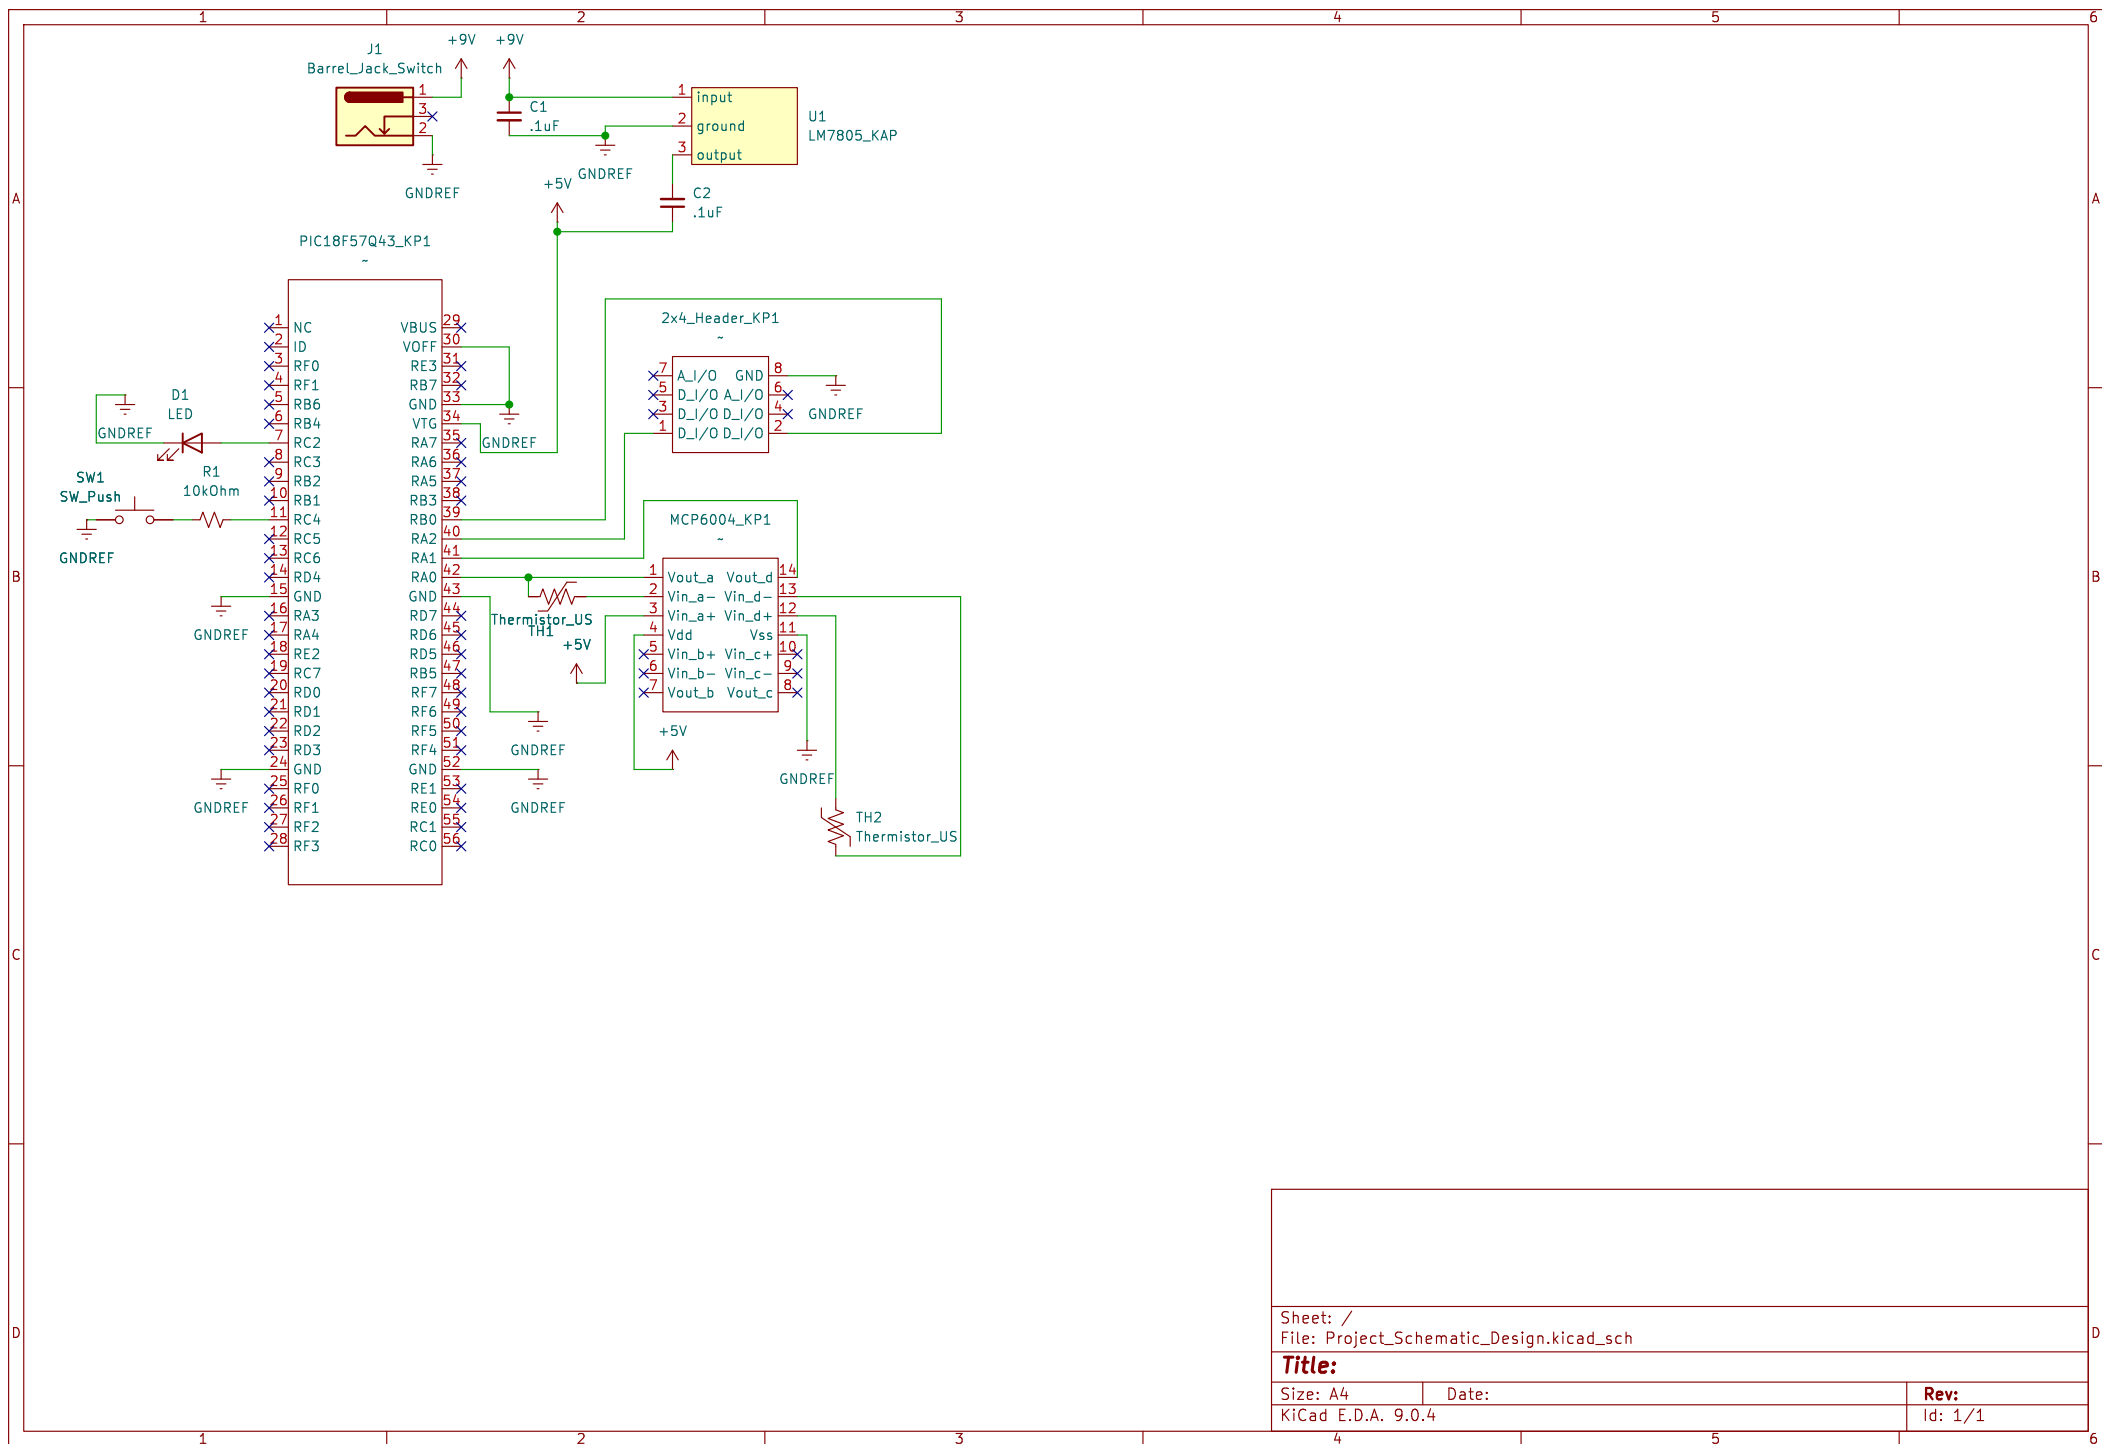 1 2 3 4 5 6
+9V +9V
J1
Barrel_Jack_Switch
1
3
2
GNDREF
C1
.1uF
GNDREF
1 input
2 ground
3 output
U1
LM7805_KAP
+5V
C2
.1uF
A A
PIC18F57Q43_KP1
~
1 NC VBUS 29
2 ID VOFF 30
3 RF0 RE3 31
4 RF1 RB7 32
5 RB6 GND 33
6 RB4 VTG 34
7 RC2 RA7 35
8 RC3 RA6 36
9 RB2 RA5 37
10 RB1 RB3 38
11 RC4 RB0 39
12 RC5 RA2 40
13 RC6 RA1 41
14 RD4 RA0 42
15 GND GND 43
16 RA3 RD7 44
17 RA4 RD6 45
18 RE2 RD5 46
19 RC7 RB5 47
20 RD0 RF7 48
21 RD1 RF6 49
22 RD2 RF5 50
23 RD3 RF4 51
24 GND GND 52
25 RF0 RE1 53
26 RF1 RE0 54
27 RF2 RC1 55
28 RF3 RC0 56
D1
LED
GNDREF
R1
10kOhm
SW1
SW_Push
GNDREF
GNDREF
GNDREF
GNDREF
2x4_Header_KP1
~
7 A_I/O GND 8
5 D_I/O A_I/O 6
3 D_I/O D_I/O 4
1 D_I/O D_I/O 2
GNDREF
MCP6004_KP1
~
1 Vout_a Vout_d 14
2 Vin_a- Vin_d- 13
3 Vin_a+ Vin_d+ 12
4 Vdd Vss 11
5 Vin_b+ Vin_c+ 10
6 Vin_b- Vin_c- 9
7 Vout_b Vout_c 8
Thermistor_US
TH1
+5V
+5V
GNDREF
GNDREF
GNDREF
TH2
Thermistor_US
B B
C C
D D
Sheet: /
File: Project_Schematic_Design.kicad_sch
Title:
Size: A4 Date: Rev:
KiCad E.D.A. 9.0.4 Id: 1/1
1 2 3 4 5 6